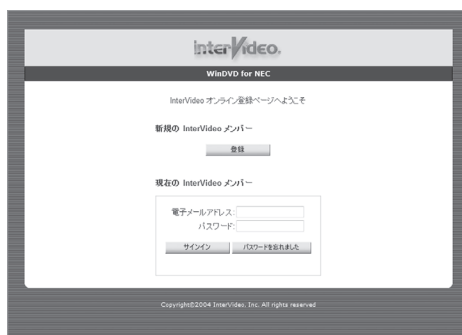 InterVideo.
WinDVD for NEC
InterVideo オンライン登録ページへようこそ
新規の InterVideo メンバー
登録
現在の InterVideo メンバー
電子メールアドレス:
パスワード:
サインイン パスワードを忘れました
Copyright©2004 InterVideo, Inc. All rights reserved